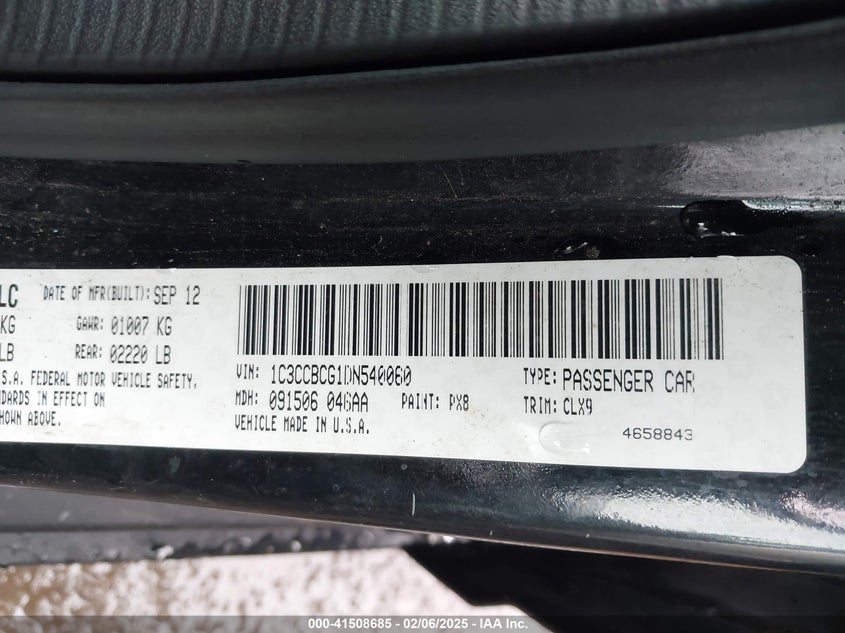 LC DATE OF MFR(BUILT): SEP 12
KG GAWR: 01007 KG
LB REAR: 02220 LB
S.A. FEDERAL MOTOR VEHICLE SAFETY,
NDARDS IN EFFECT ON
HOWN ABOVE.
VIN: 1C3CCBCG1DN540060 TYPE: PASSENGER CAR
MDH: 091506 046AA PAINT: PX8 TRIM: CLX9
VEHICLE MADE IN U.S.A.
4658843
000-41508685 - 02/06/2025 - IAA Inc.